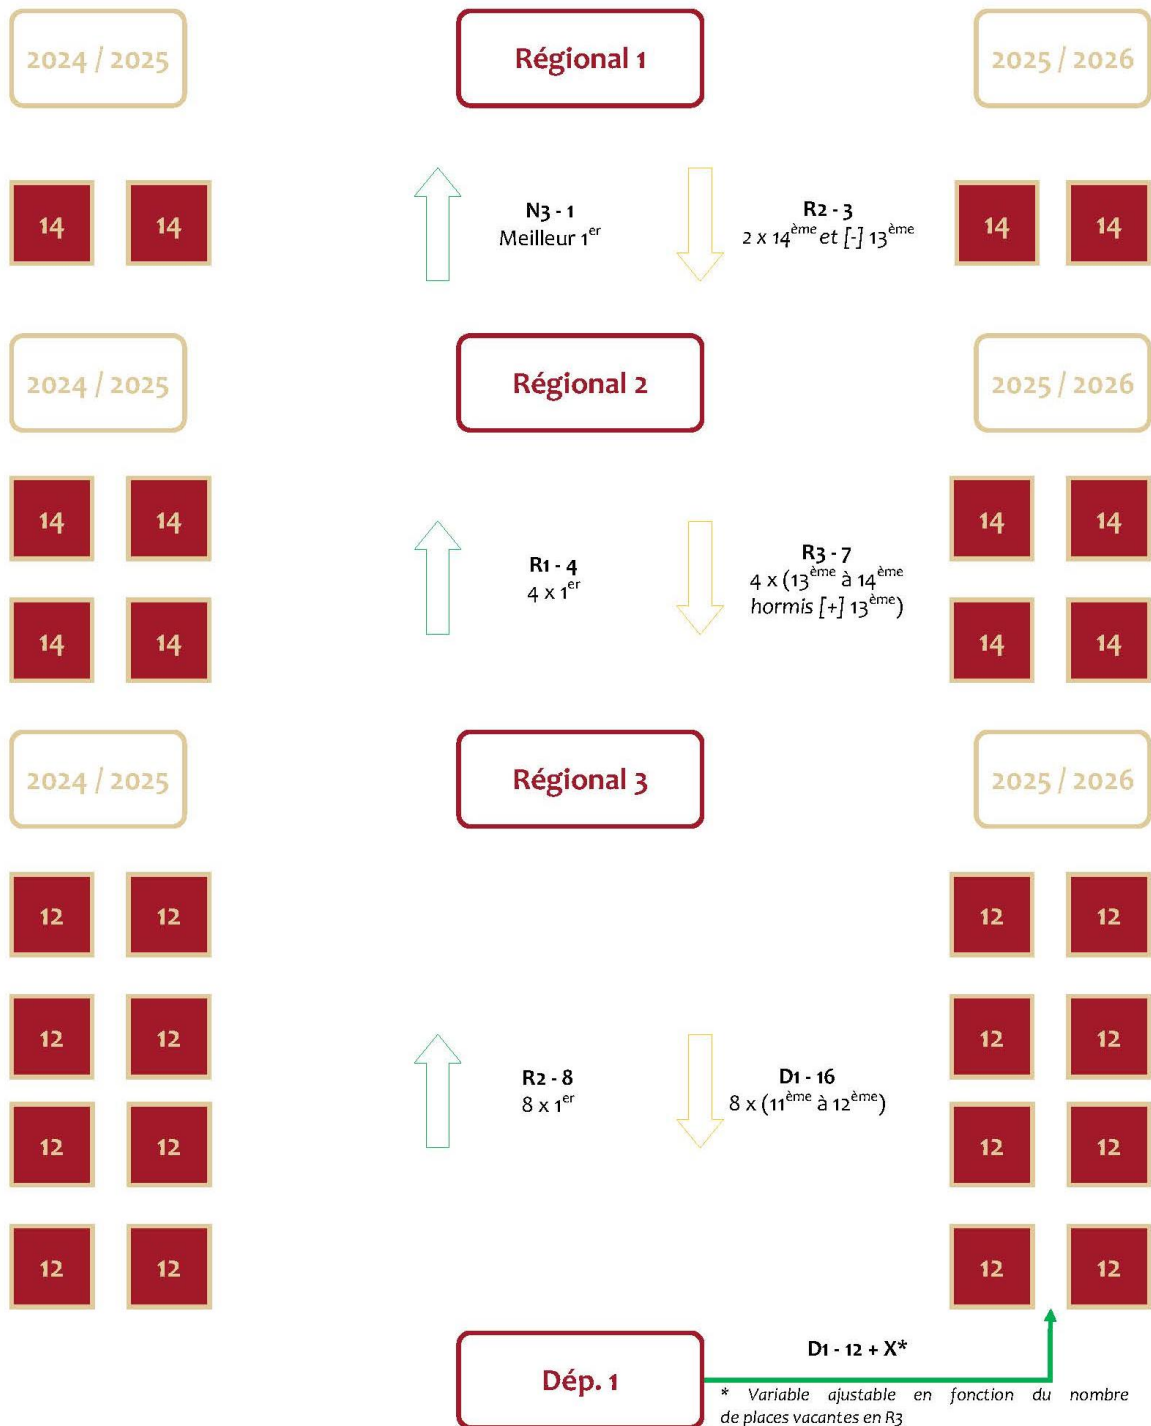 2024 / 2025
Régional 1
2025 / 2026
14 14
N3 - 1
Meilleur 1er
R2 - 3
2 x 14ème et [-] 13ème
14 14
2024 / 2025
Régional 2
2025 / 2026
14 14
14 14
R1 - 4
4 x 1er
R3 - 7
4 x (13ème à 14ème
hormis [+] 13ème)
14 14
14 14
2024 / 2025
Régional 3
2025 / 2026
12 12
12 12
12 12
12 12
R2 - 8
8 x 1er
D1 - 16
8 x (11ème à 12ème)
12 12
12 12
12 12
12 12
Dép. 1
D1 - 12 + X*
* Variable ajustable en fonction du nombre
de places vacantes en R3